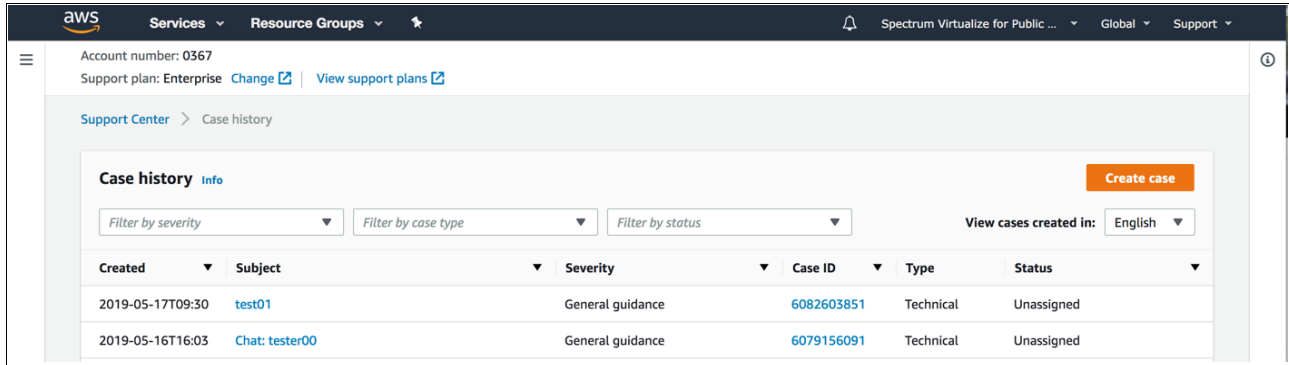 aws Services Resource Groups Spectrum Virtualize for Public ... Global Support
Account number: 0367
Support plan: Enterprise Change View support plans
Support Center > Case history
Case history Info Create case
Filter by severity Filter by case type Filter by status View cases created in: English
Created Subject Severity Case ID Type Status
2019-05-17T09:30 test01 General guidance 6082603851 Technical Unassigned
2019-05-16T16:03 Chat: tester00 General guidance 6079156091 Technical Unassigned